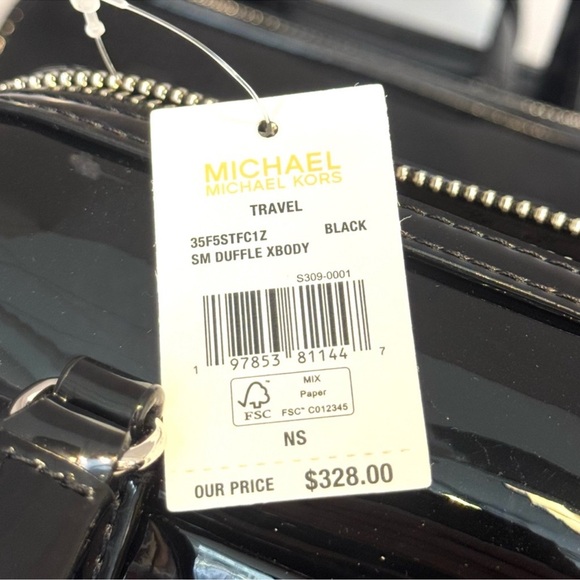 MICHAEL
MICHAEL KORS
TRAVEL
35F5STFC1Z BLACK
SM DUFFLE XBODY
S309-0001
1 97853 81144 7
FSC
MIX
Paper
FSC™ C012345
NS
OUR PRICE $328.00